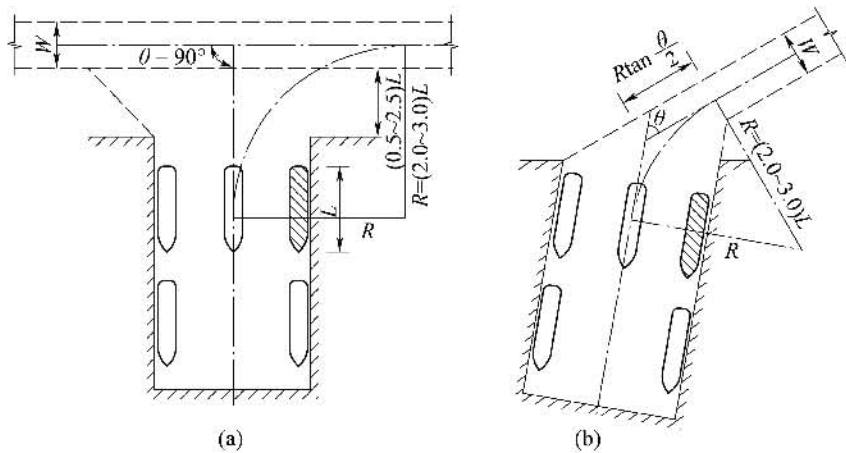 W
θ-90°
(0.5~2.5)L
R=(2.0~3.0)L
L
R
(a)
Rtan θ/2
W
θ
R=(2.0~3.0)L
R
(b)